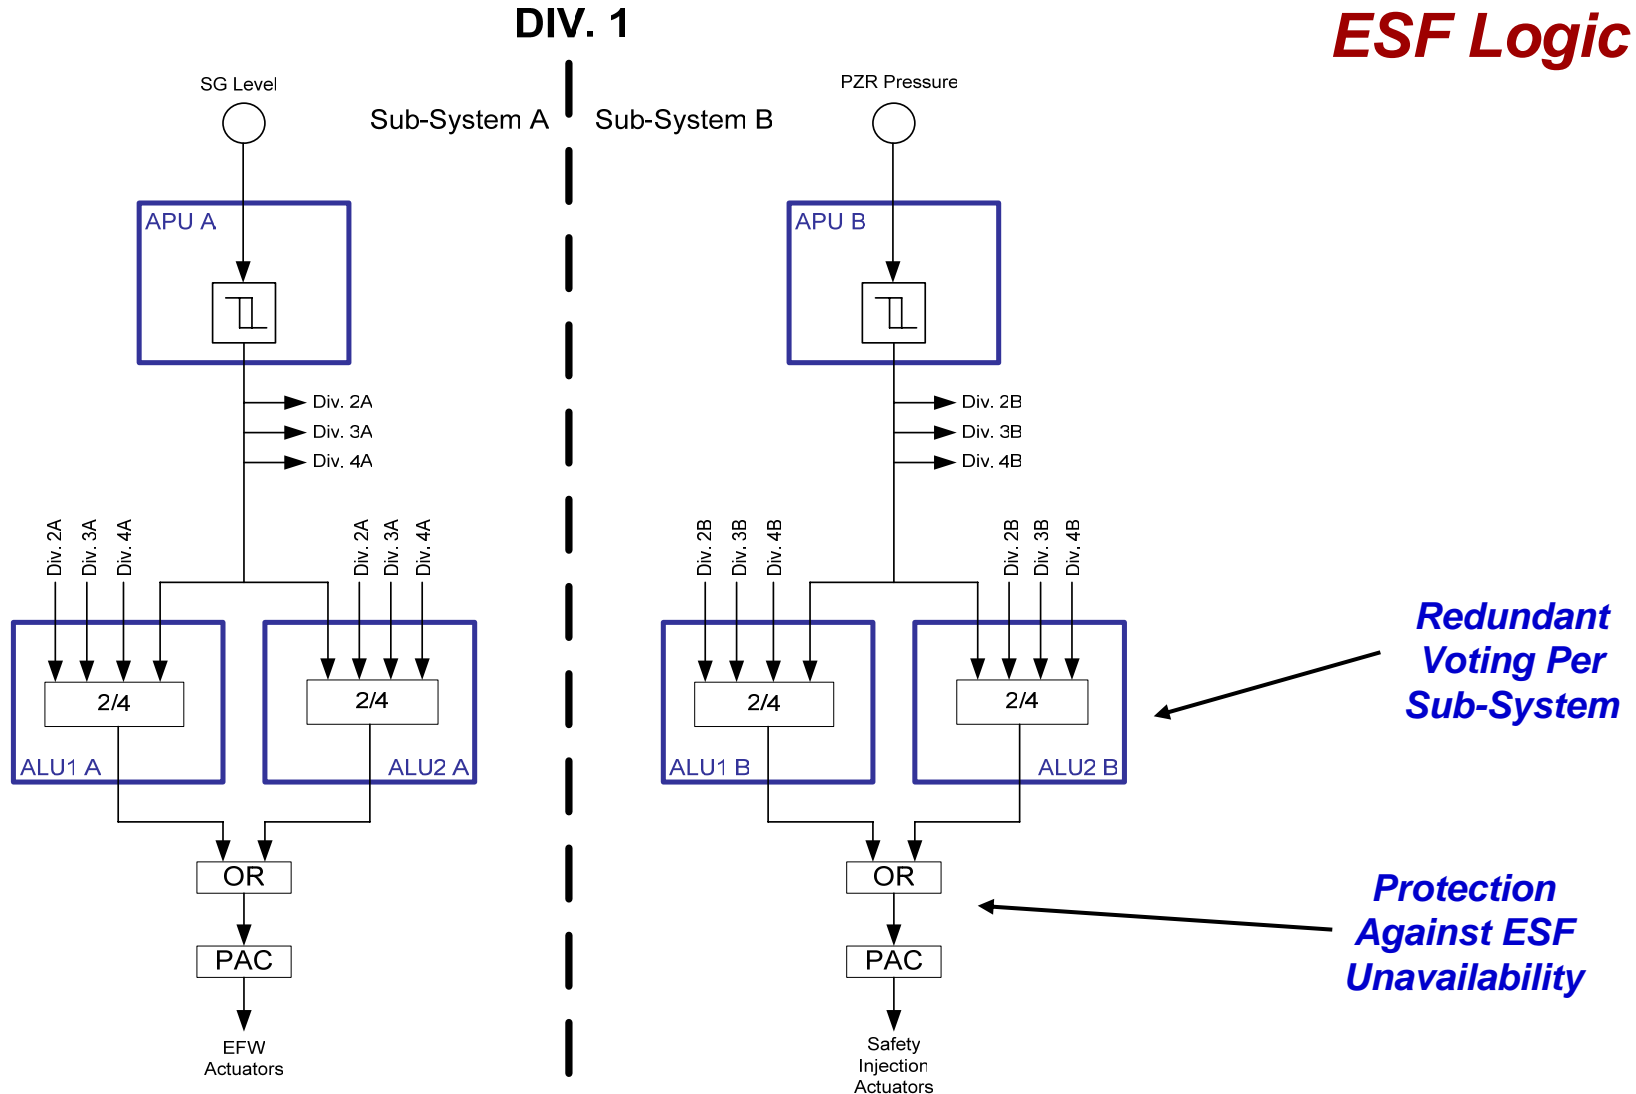 DIV. 1
ESF Logic
SG Level
Sub-System A
Sub-System B
PZR Pressure
APU A
APU B
Div. 2A
Div. 3A
Div. 4A
Div. 2B
Div. 3B
Div. 4B
Div. 2A
Div. 3A
Div. 4A
Div. 2A
Div. 3A
Div. 4A
Div. 2B
Div. 3B
Div. 4B
Div. 2B
Div. 3B
Div. 4B
2/4
2/4
2/4
2/4
ALU1 A
ALU2 A
ALU1 B
ALU2 B
Redundant
Voting Per
Sub-System
OR
OR
PAC
PAC
Protection
Against ESF
Unavailability
EFW
Actuators
Safety
Injection
Actuators